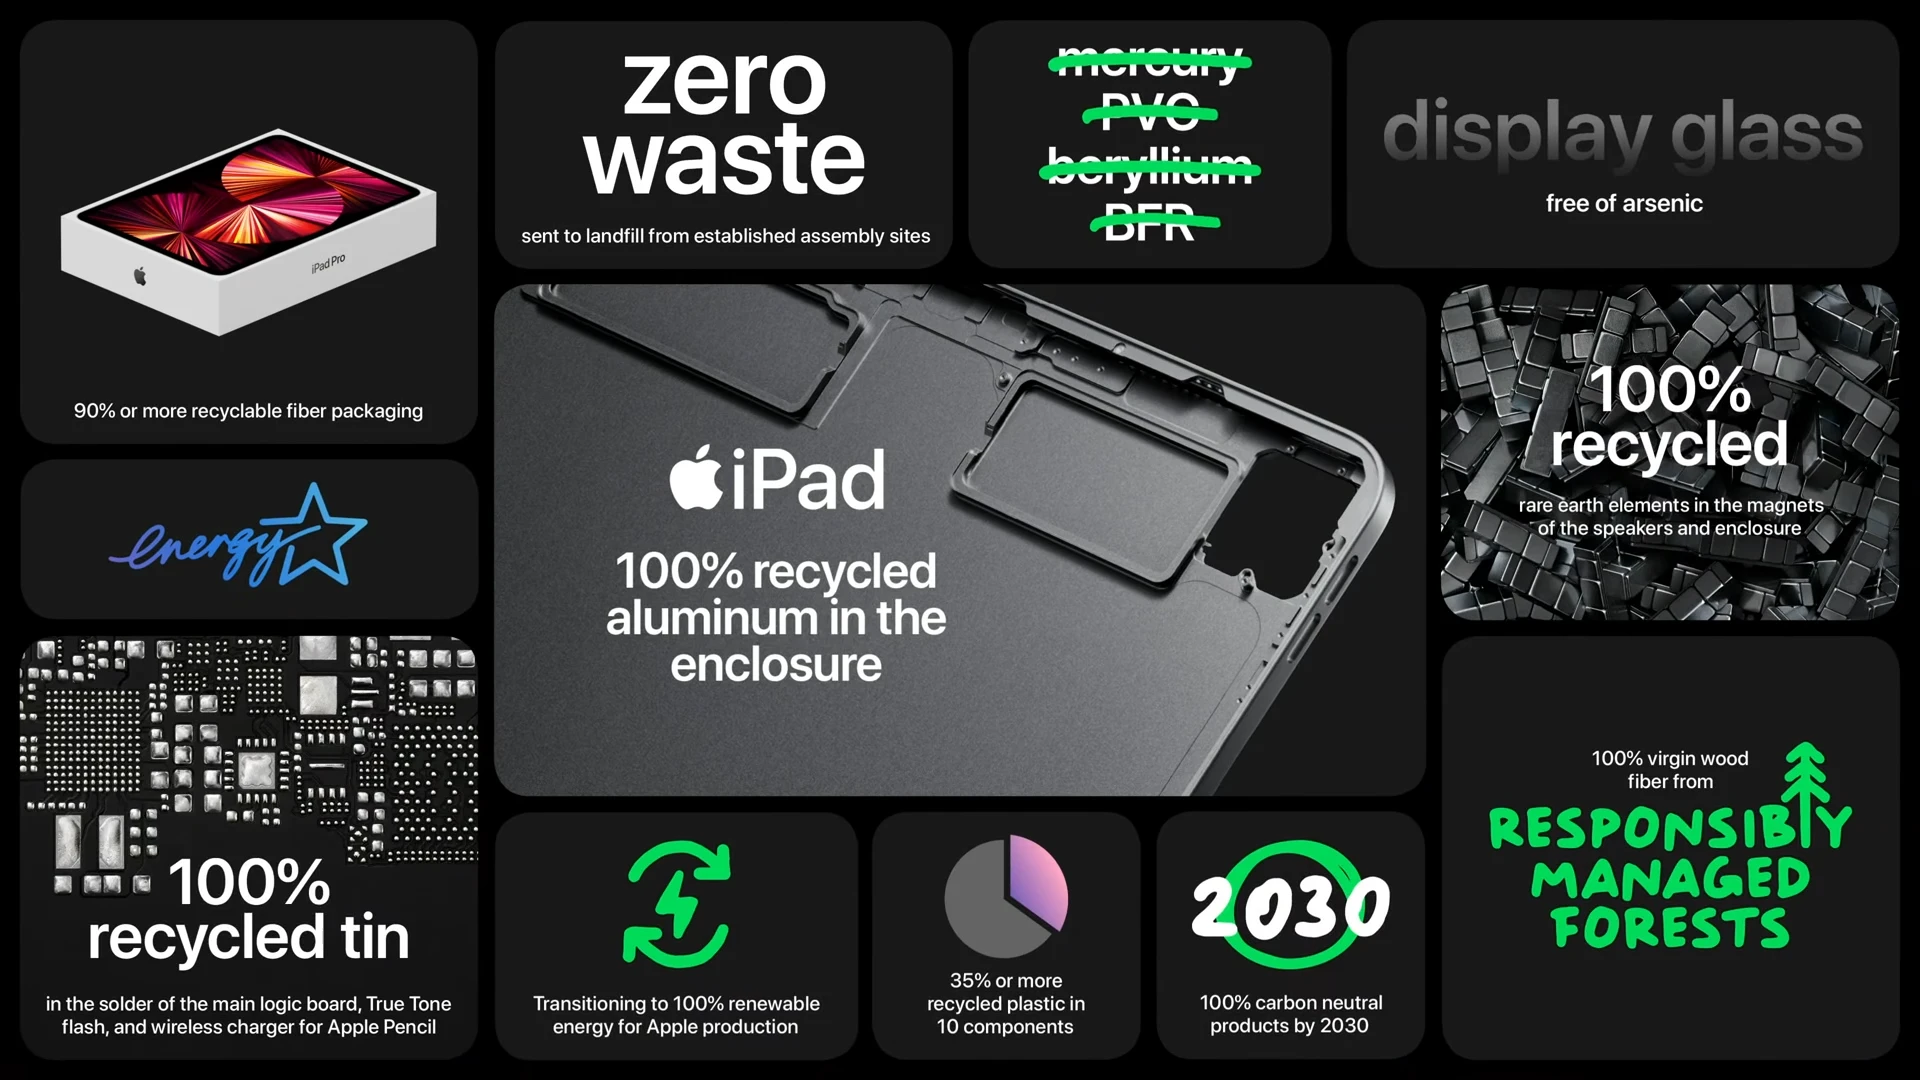 iPad Pro
90% or more recyclable fiber packaging
zero
waste
sent to landfill from established assembly sites
mercury
PVC
beryllium
BFR
display glass
free of arsenic
energy
iPad
100% recycled
aluminum in the
enclosure
100%
recycled
rare earth elements in the magnets
of the speakers and enclosure
100%
recycled tin
in the solder of the main logic board, True Tone
flash, and wireless charger for Apple Pencil
Transitioning to 100% renewable
energy for Apple production
35% or more
recycled plastic in
10 components
2030
100% carbon neutral
products by 2030
100% virgin wood
fiber from
RESPONSIBLY
MANAGED
FORESTS